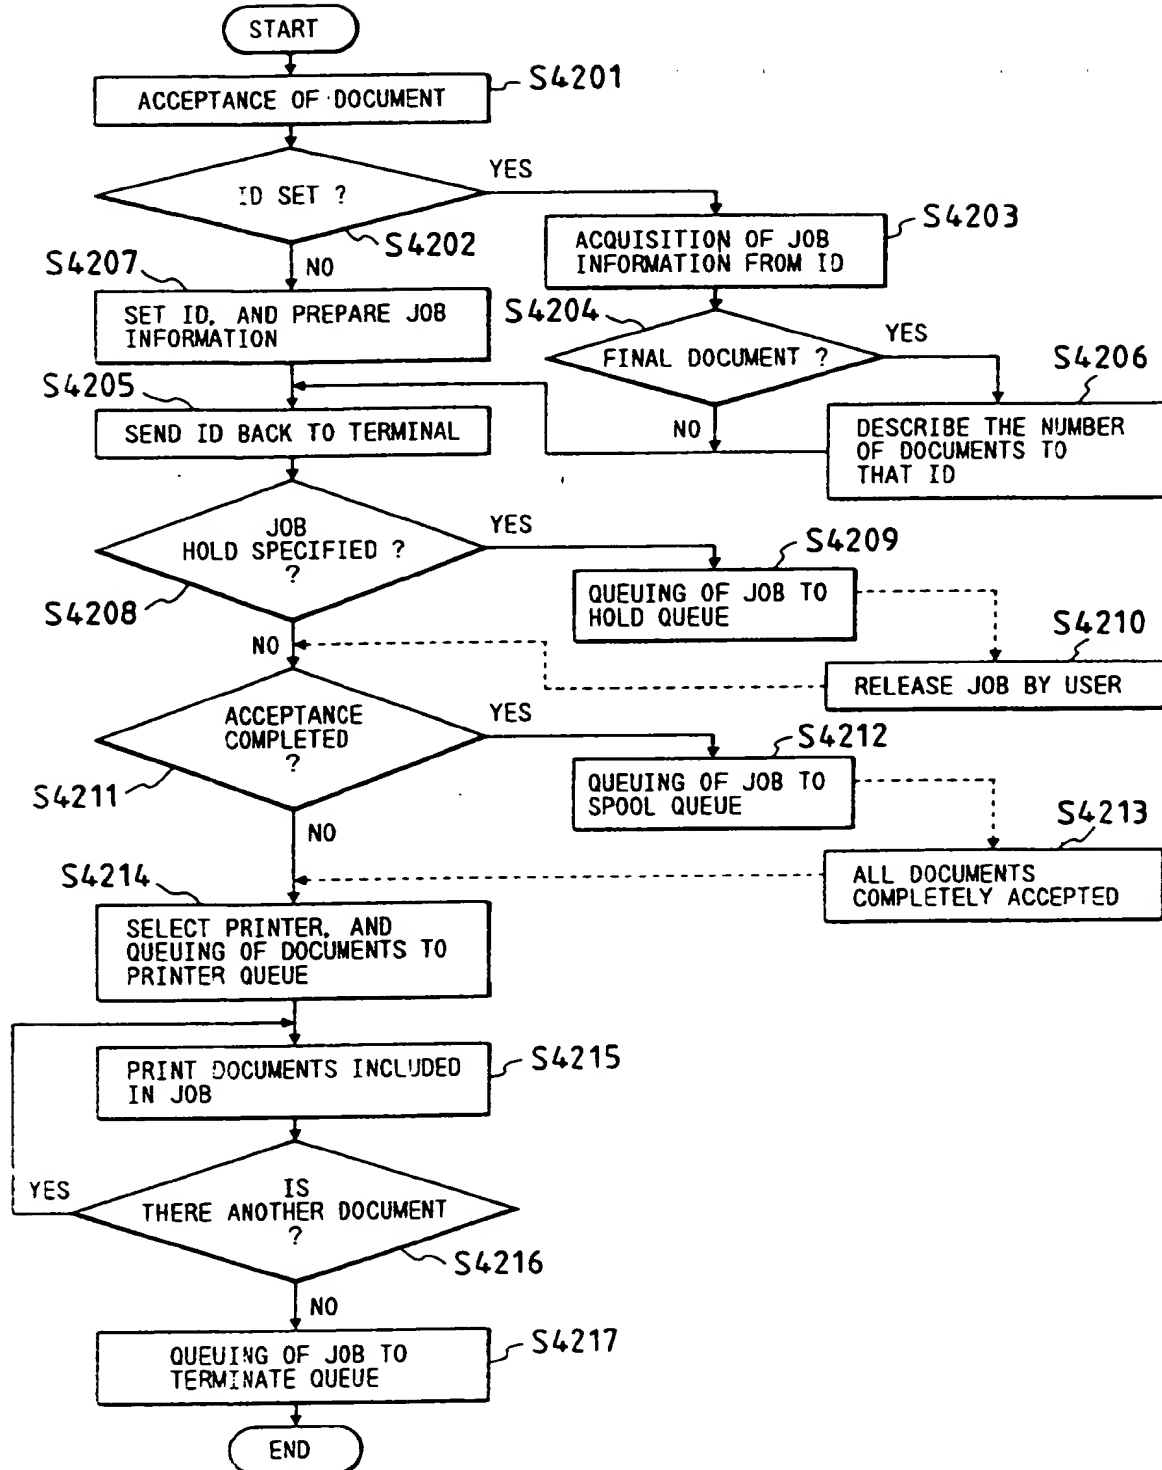 START
ACCEPTANCE OF DOCUMENT
S4201
ID SET ?
YES
S4202
NO
S4203
ACQUISITION OF JOB
INFORMATION FROM ID
S4207
SET ID, AND PREPARE JOB
INFORMATION
S4204
FINAL DOCUMENT ?
YES
NO
S4206
DESCRIBE THE NUMBER
OF DOCUMENTS TO
THAT ID
S4205
SEND ID BACK TO TERMINAL
JOB
HOLD SPECIFIED ?
?
YES
S4208
NO
S4209
QUEUING OF JOB TO
HOLD QUEUE
S4210
RELEASE JOB BY USER
ACCEPTANCE
COMPLETED
?
YES
S4211
NO
S4212
QUEUING OF JOB TO
SPOOL QUEUE
S4213
ALL DOCUMENTS
COMPLETELY ACCEPTED
S4214
SELECT PRINTER, AND
QUEUING OF DOCUMENTS TO
PRINTER QUEUE
PRINT DOCUMENTS INCLUDED
IN JOB
S4215
YES
IS
THERE ANOTHER DOCUMENT
?
S4216
NO
QUEUING OF JOB TO
TERMINATE QUEUE
S4217
END